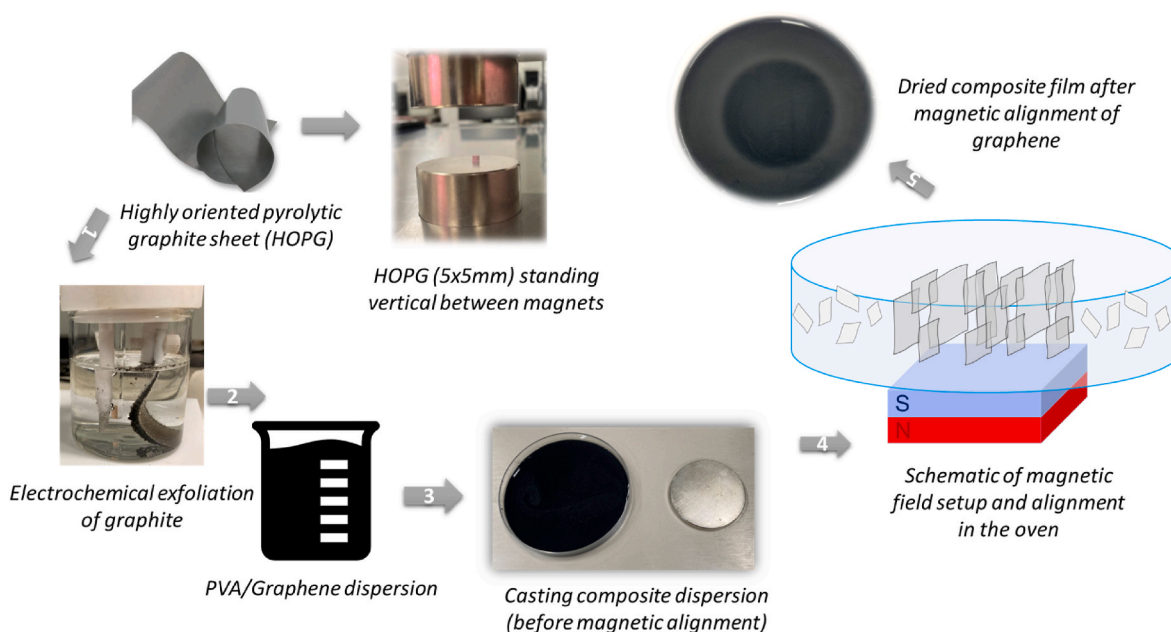 Highly oriented pyrolytic
graphite sheet (HOPG)
HOPG (5x5mm) standing
vertical between magnets
1
Electrochemical exfoliation
of graphite
2
PVA/Graphene dispersion
3
Casting composite dispersion
(before magnetic alignment)
4
S
N
Schematic of magnetic
field setup and alignment
in the oven
5
Dried composite film after
magnetic alignment of
graphene